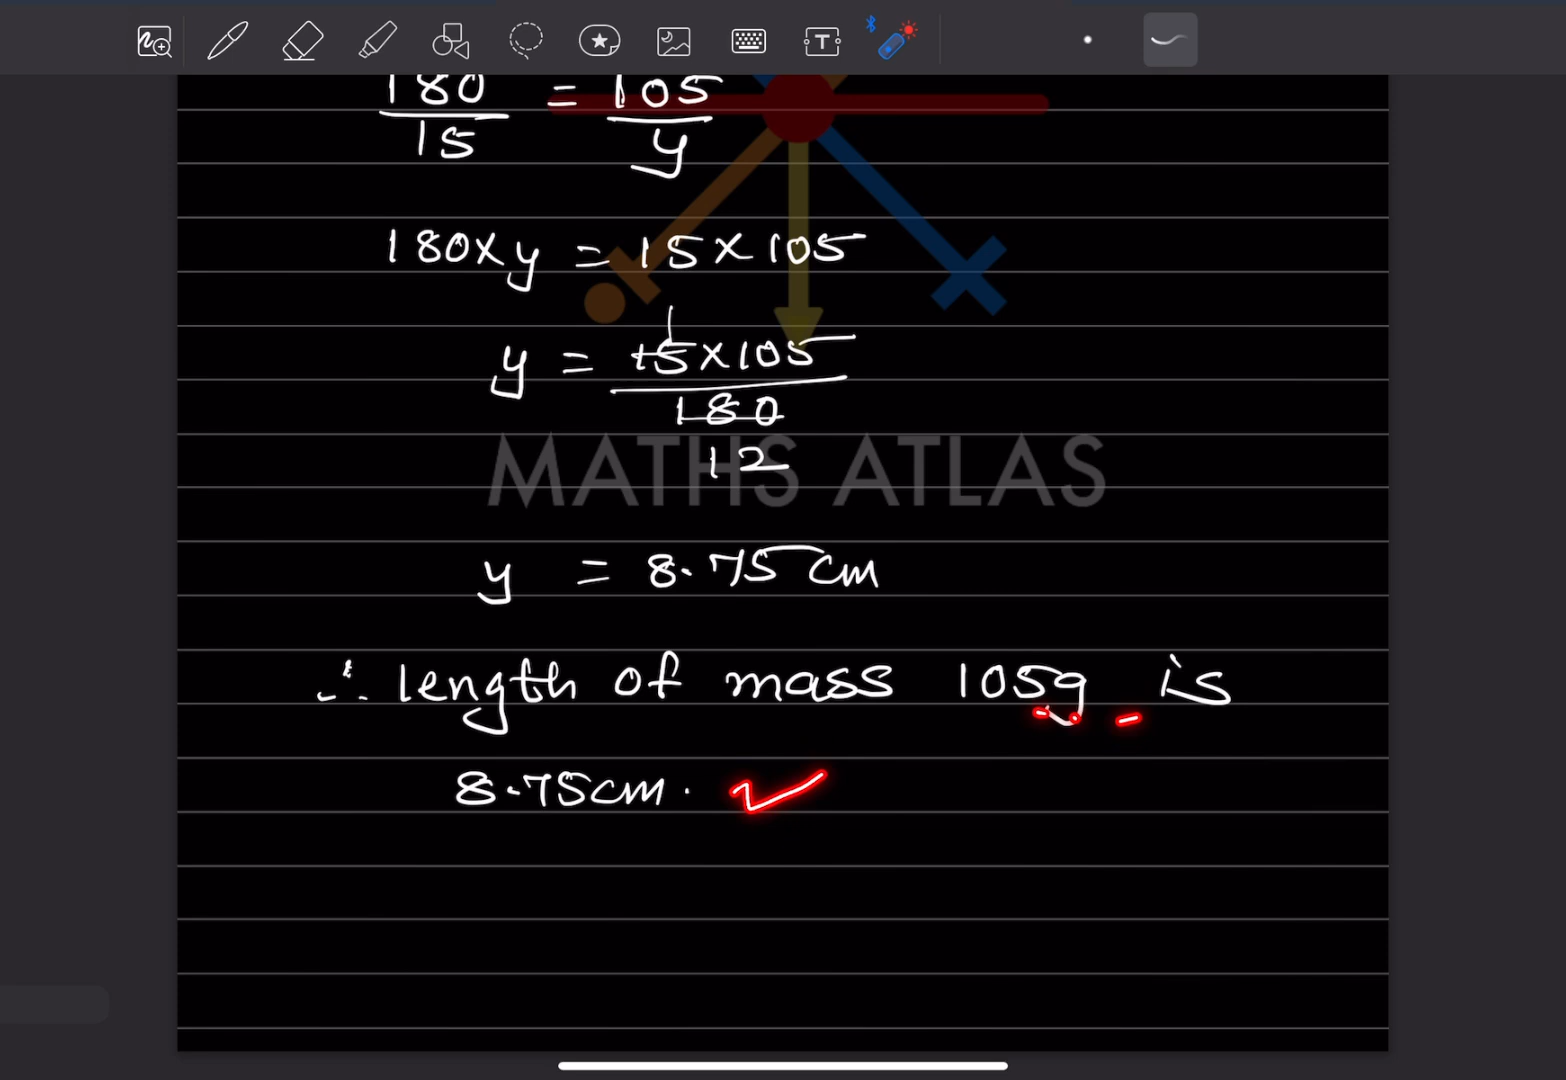 180 = 105
15 y
180 x y = 15 x 105
1
y = 15 x 105
180
12
MATHS ATLAS
y = 8.75 cm
∴ length of mass 105g is
8.75cm.